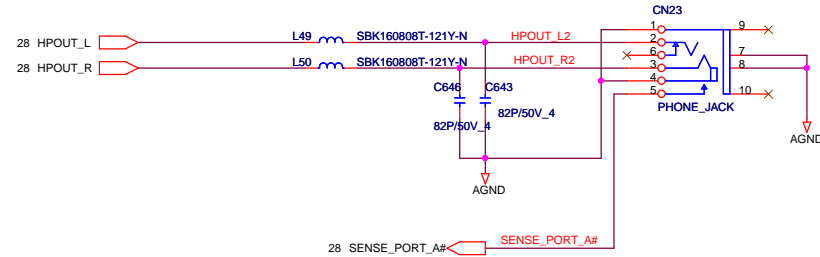 CN23
1 9
L49 SBK160808T-121Y-N HPOUT_L2 2
28 HPOUT_L
6 7
L50 SBK160808T-121Y-N HPOUT_R2 3 8
28 HPOUT_R
4
C646 C643 5 10
PHONE_JACK
82P/50V_4
82P/50V_4
AGND
AGND
28 SENSE_PORT_A# SENSE_PORT_A#